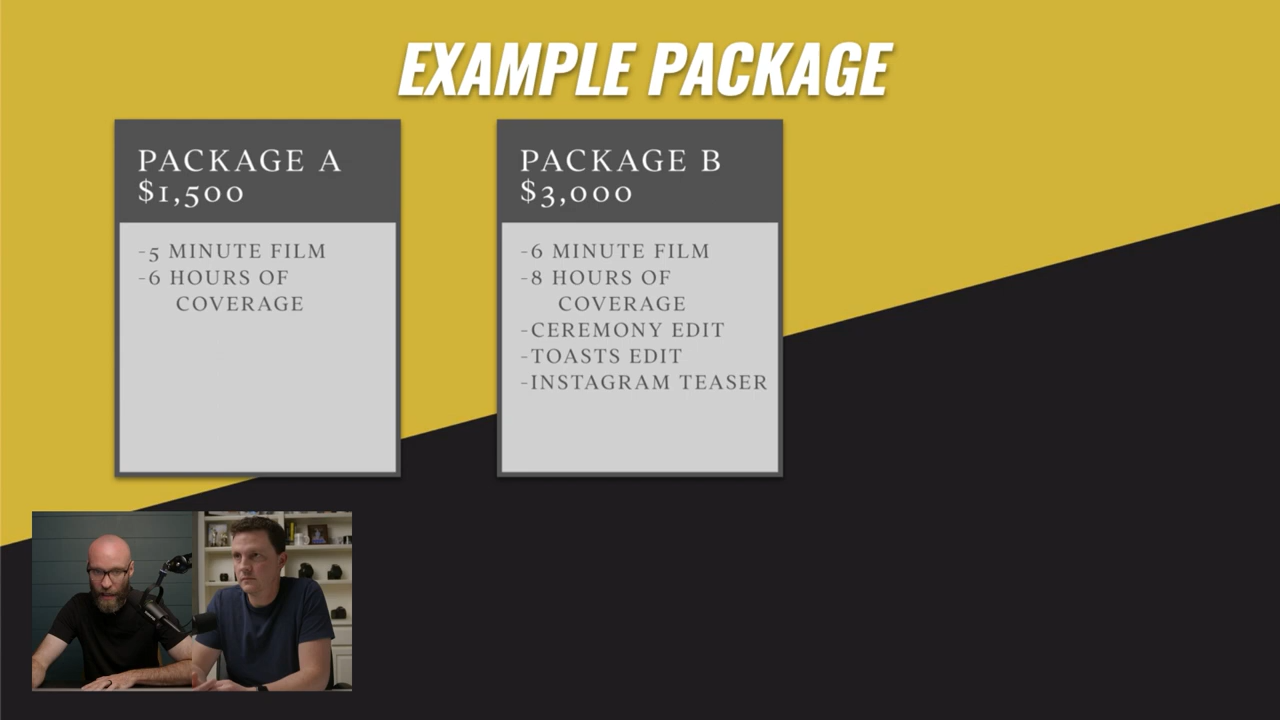 EXAMPLE PACKAGE
PACKAGE A
$1,500
-5 MINUTE FILM
-6 HOURS OF
COVERAGE
PACKAGE B
$3,000
-6 MINUTE FILM
-8 HOURS OF
COVERAGE
-CEREMONY EDIT
-TOASTS EDIT
-INSTAGRAM TEASER